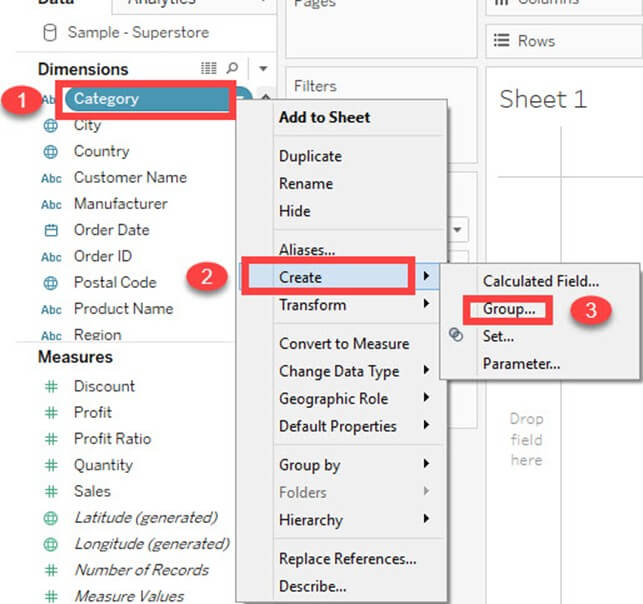 Data
Analytics
Sample - Superstore
Dimensions
1
Abc Category
City
Country
Abc Customer Name
Abc Manufacturer
Order Date
Abc Order ID
Postal Code
Abc Product Name
Abc Region
Measures
# Discount
# Profit
# Profit Ratio
# Quantity
# Sales
Latitude (generated)
Longitude (generated)
# Number of Records
# Measure Values
Pages
Filters
Columns
Rows
Sheet 1
Drop
field
here
Add to Sheet
Duplicate
Rename
Hide
Aliases...
2
Create
Transform
Convert to Measure
Change Data Type
Geographic Role
Default Properties
Group by
Folders
Hierarchy
Replace References...
Describe...
Calculated Field...
Group...
3
Set...
Parameter...